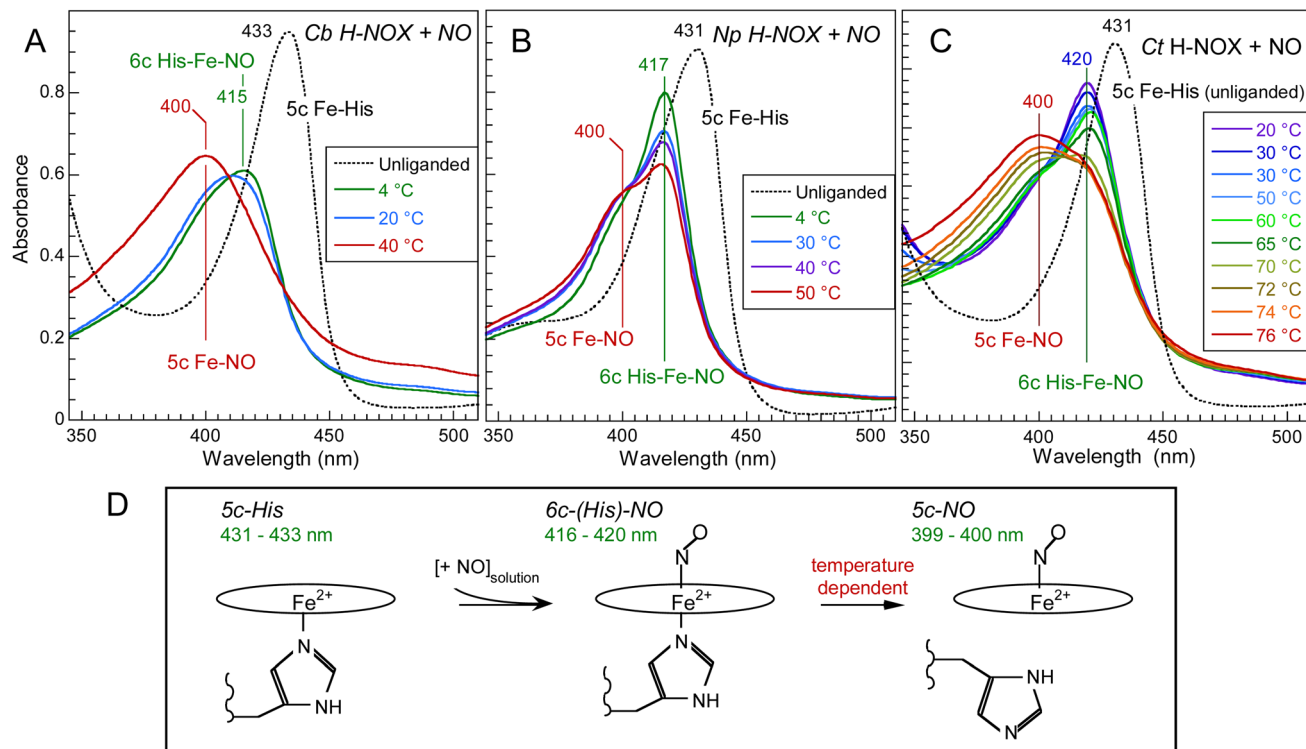 A
Cb H-NOX + NO
433
6c His-Fe-NO
415
400
5c Fe-His
Unliganded
4 °C
20 °C
40 °C
5c Fe-NO
Absorbance
0.8
0.6
0.4
0.2
0
350
400
450
500
Wavelength (nm)
B
Np H-NOX + NO
431
417
400
5c Fe-His
Unliganded
4 °C
30 °C
40 °C
50 °C
5c Fe-NO
6c His-Fe-NO
350
400
450
500
Wavelength (nm)
C
Ct H-NOX + NO
431
420
400
5c Fe-His (unliganded)
20 °C
30 °C
30 °C
50 °C
60 °C
65 °C
70 °C
72 °C
74 °C
76 °C
5c Fe-NO
6c His-Fe-NO
350
400
450
500
Wavelength (nm)
D
5c-His
431 - 433 nm
Fe2+
N
NH
[+ NO]solution
6c-(His)-NO
416 - 420 nm
O
N
Fe2+
N
NH
temperature
dependent
5c-NO
399 - 400 nm
O
N
Fe2+
NH
N